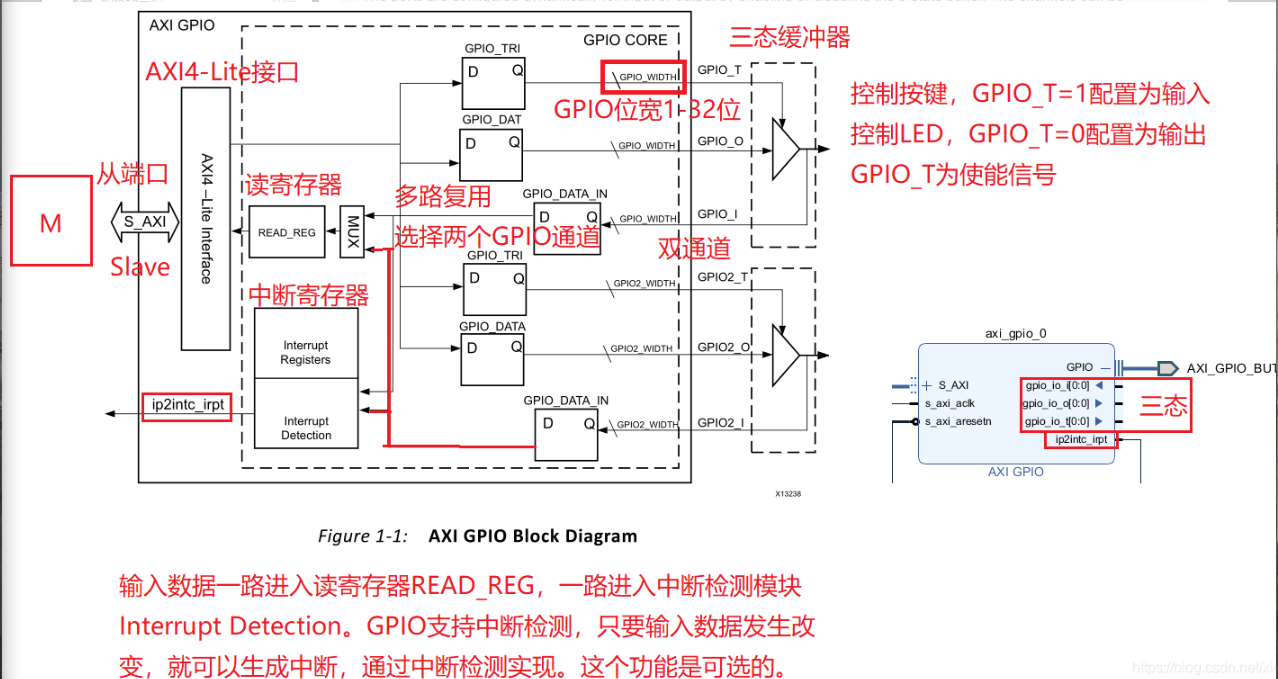 AXI GPIO
GPIO CORE
三态缓冲器
AXI4-Lite接口
GPIO_TRI
D Q
GPIO_WIDTH
GPIO_T
GPIO位宽1-32位
控制按键，GPIO_T=1配置为输入
控制LED，GPIO_T=0配置为输出
GPIO_T为使能信号
GPIO_DAT
D Q
GPIO_WIDTH
GPIO_O
从端口
M
S_AXI
Slave
AXI4 –Lite Interface
读寄存器
READ_REG
MUX
多路复用
选择两个GPIO通道
GPIO_DATA_IN
D Q
GPIO_WIDTH
GPIO_I
双通道
GPIO_TRI
D Q
GPIO2_WIDTH
GPIO2_T
中断寄存器
Interrupt
Registers
Interrupt
Detection
ip2intc_irpt
GPIO_DATA
D Q
GPIO2_WIDTH
GPIO2_O
GPIO_DATA_IN
D Q
GPIO2_WIDTH
GPIO2_I
X13238
axi_gpio_0
GPIO
AXI_GPIO_BUT
S_AXI
gpio_io_i[0:0]
s_axi_aclk
gpio_io_o[0:0]
s_axi_aresetn
gpio_io_t[0:0]
ip2intc_irpt
三态
AXI GPIO
Figure 1-1: AXI GPIO Block Diagram
输入数据一路进入读寄存器READ_REG，一路进入中断检测模块
Interrupt Detection。GPIO支持中断检测，只要输入数据发生改
变，就可以生成中断，通过中断检测实现。这个功能是可选的。
https://blog.csdn.net/xi